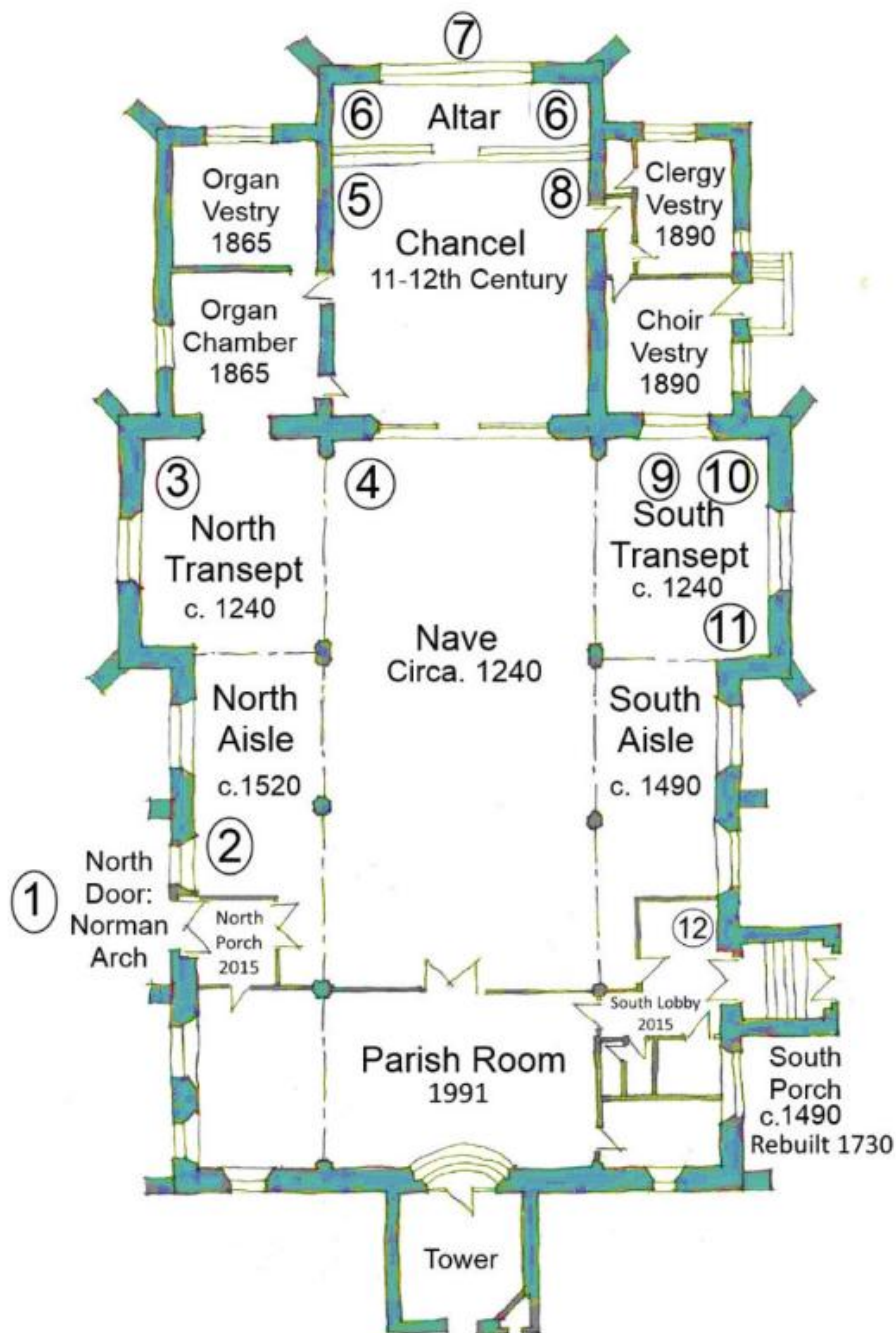 7
6
Altar
6
Organ
Vestry
1865
5
8
Clergy
Vestry
1890
Chancel
11-12th Century
Organ
Chamber
1865
Choir
Vestry
1890
3
4
9
10
North
Transept
c. 1240
South
Transept
c. 1240
11
Nave
Circa. 1240
North
Aisle
c.1520
South
Aisle
c. 1490
2
1
North
Door:
Norman
Arch
North
Porch
2015
12
South Lobby
2015
Parish Room
1991
South
Porch
c.1490
Rebuilt 1730
Tower